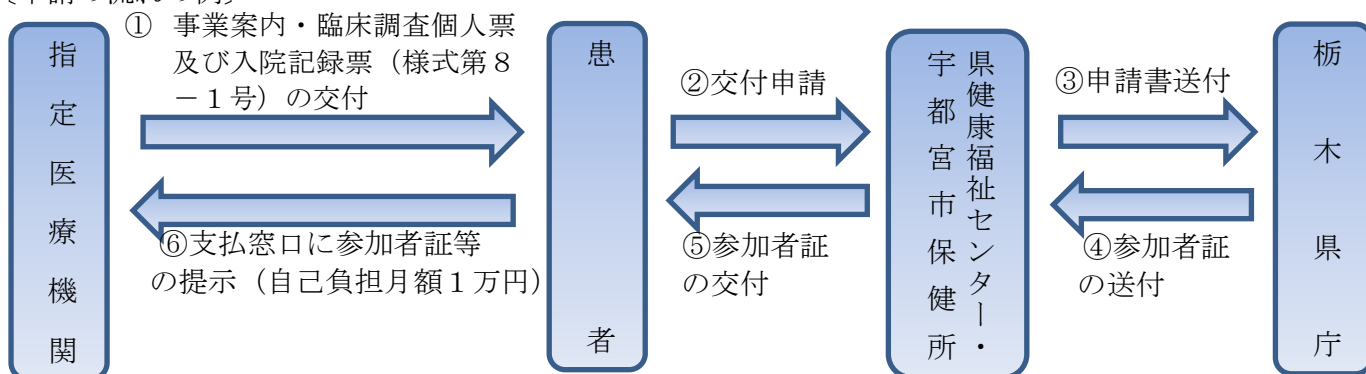 ① 事業案内・臨床調査個人票
及び入院記録票（様式第８
－１号）の交付
指定医療機関
患者
②交付申請
宇都宮市保健所
県健康福祉センター・
③申請書送付
栃木県庁
⑥支払窓口に参加者証等
の提示（自己負担月額１万円）
⑤参加者証
の交付
④参加者証
の送付